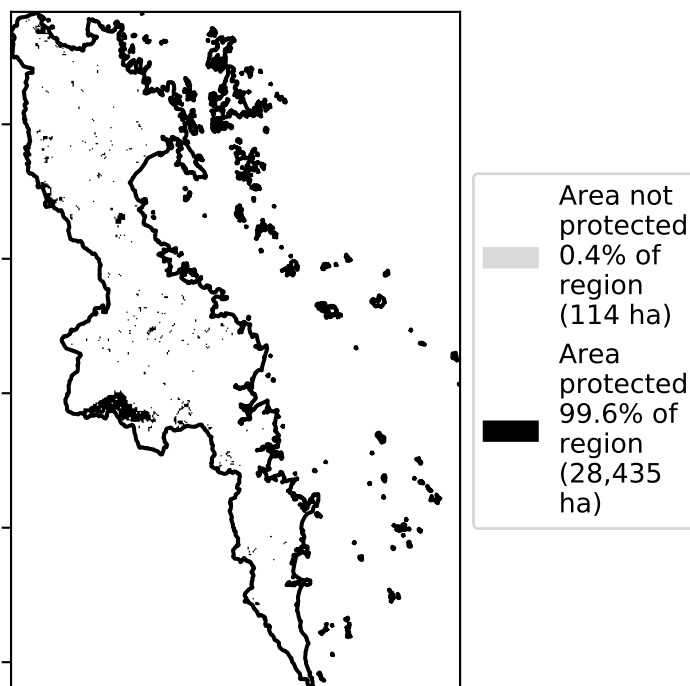 Area not
protected
0.4% of
region
(114 ha)
Area
protected
99.6% of
region
(28,435
ha)